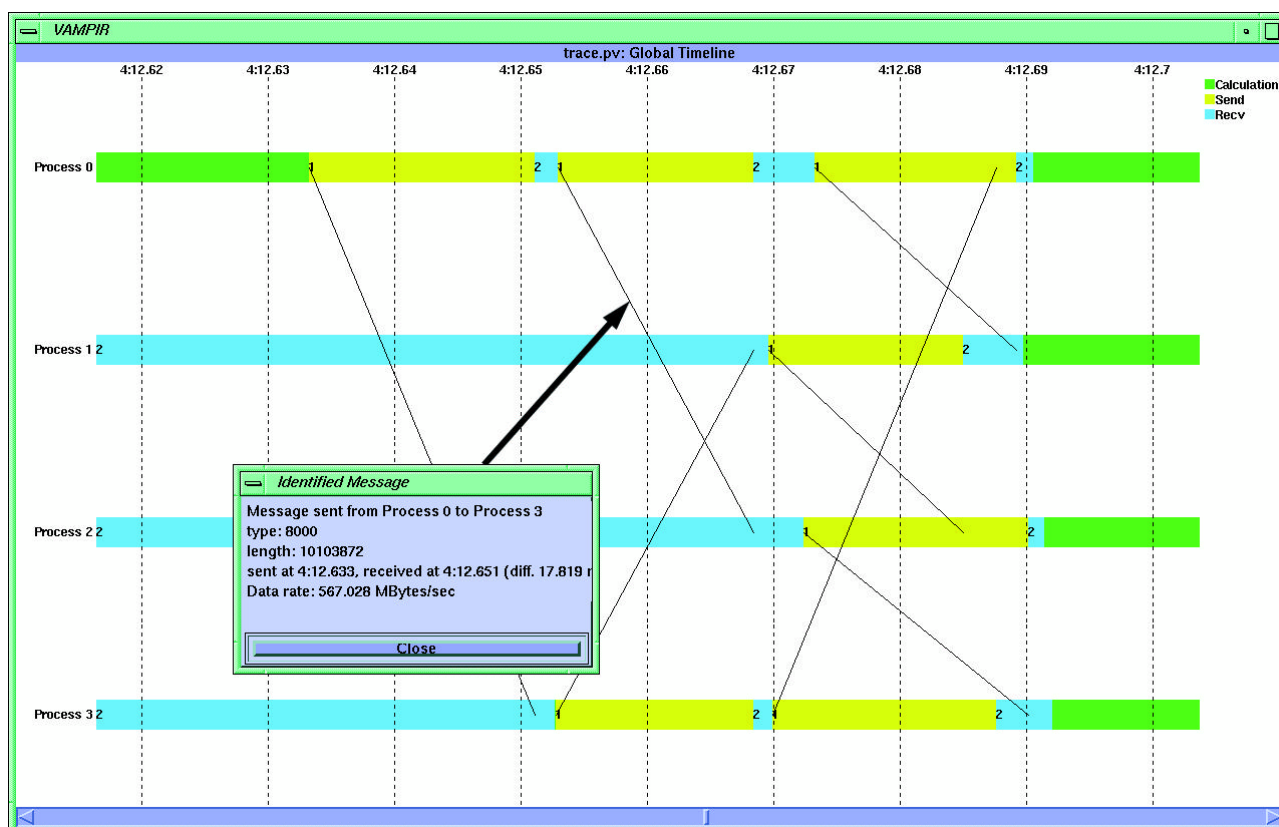 VAMPIR
trace.pv: Global Timeline
4:12.62 4:12.63 4:12.64 4:12.65 4:12.66 4:12.67 4:12.68 4:12.69 4:12.7
Calculation
Send
Recv
Process 0 1 2 1 2 1 2
Process 1 2 1 2
Process 2 2 1 2
Identified Message
Message sent from Process 0 to Process 3
type: 8000
length: 10103872
sent at 4:12.633, received at 4:12.651 (diff. 17.819
Data rate: 567.028 MBytes/sec
Close
Process 3 2 1 2 1 2